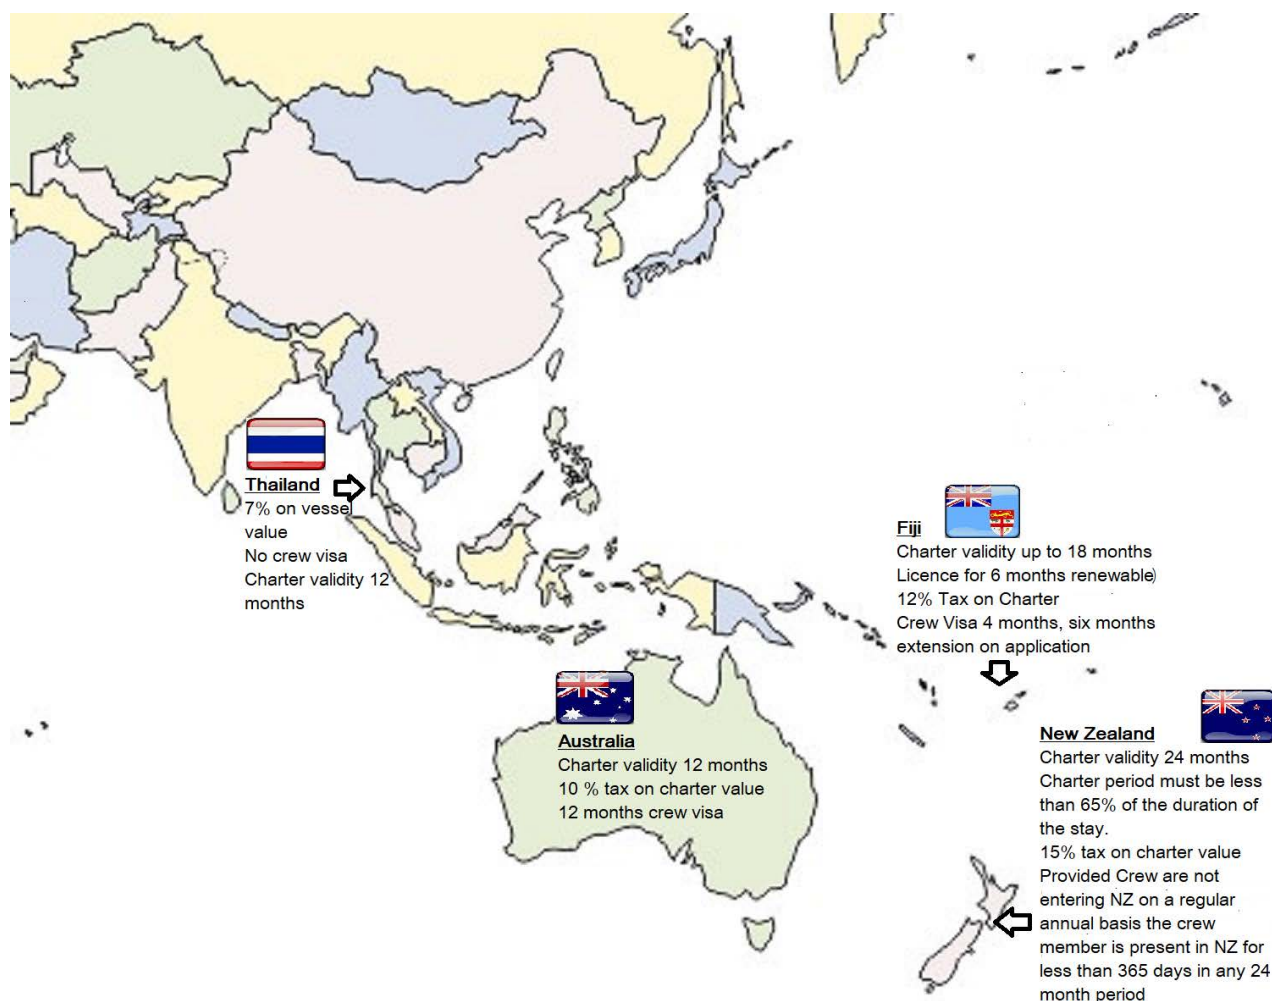 Thailand
7% on vessel
value
No crew visa
Charter validity 12
months
Fiji
Charter validity up to 18 months
Licence for 6 months renewable)
12% Tax on Charter
Crew Visa 4 months, six months
extension on application
Australia
Charter validity 12 months
10 % tax on charter value
12 months crew visa
New Zealand
Charter validity 24 months
Charter period must be less
than 65% of the duration of
the stay.
15% tax on charter value
Provided Crew are not
entering NZ on a regular
annual basis the crew
member is present in NZ for
less than 365 days in any 24
month period